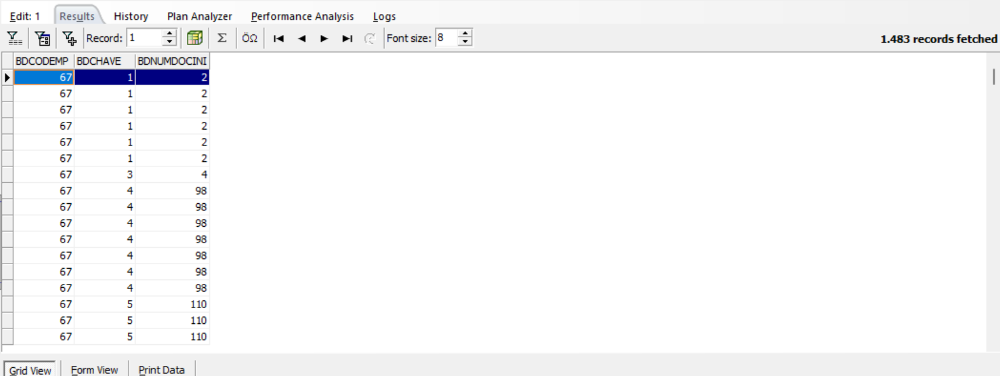 Edit: 1 Results History Plan Analyzer Performance Analysis Logs
Record: 1 Σ ÖΩ Font size: 8 1.483 records fetched
BDCODEMP BDCHAVE BDNUMDOCINI
67 1 2
67 1 2
67 1 2
67 1 2
67 1 2
67 1 2
67 3 4
67 4 98
67 4 98
67 4 98
67 4 98
67 4 98
67 4 98
67 4 98
67 5 110
67 5 110
67 5 110
Grid View Form View Print Data